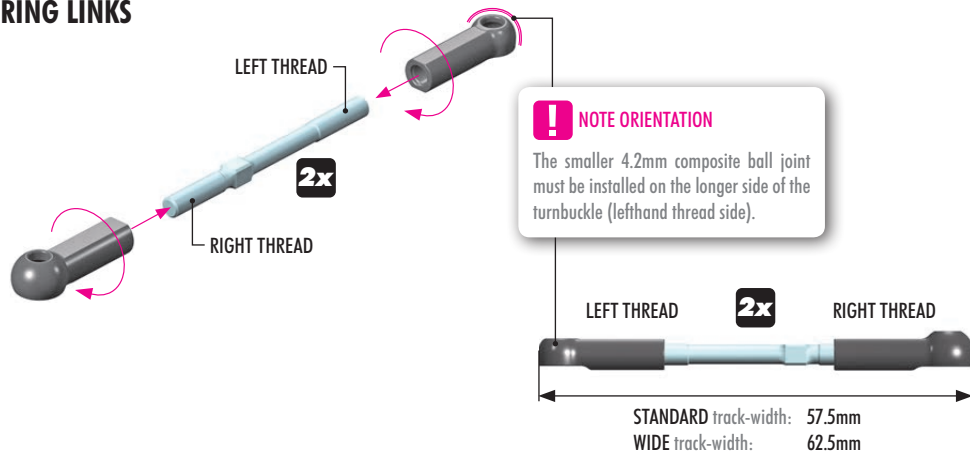 RING LINKS
LEFT THREAD
2x
RIGHT THREAD
! NOTE ORIENTATION
The smaller 4.2mm composite ball joint
must be installed on the longer side of the
turnbuckle (lefthand thread side).
LEFT THREAD
2x
RIGHT THREAD
STANDARD track-width: 57.5mm
WIDE track-width: 62.5mm